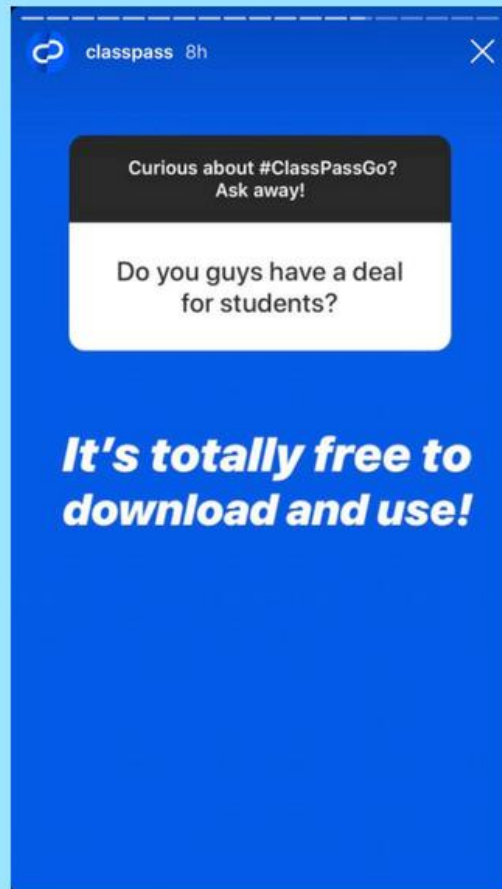 classpass 8h
Curious about #ClassPassGo?
Ask away!
Do you guys have a deal
for students?
It's totally free to
download and use!